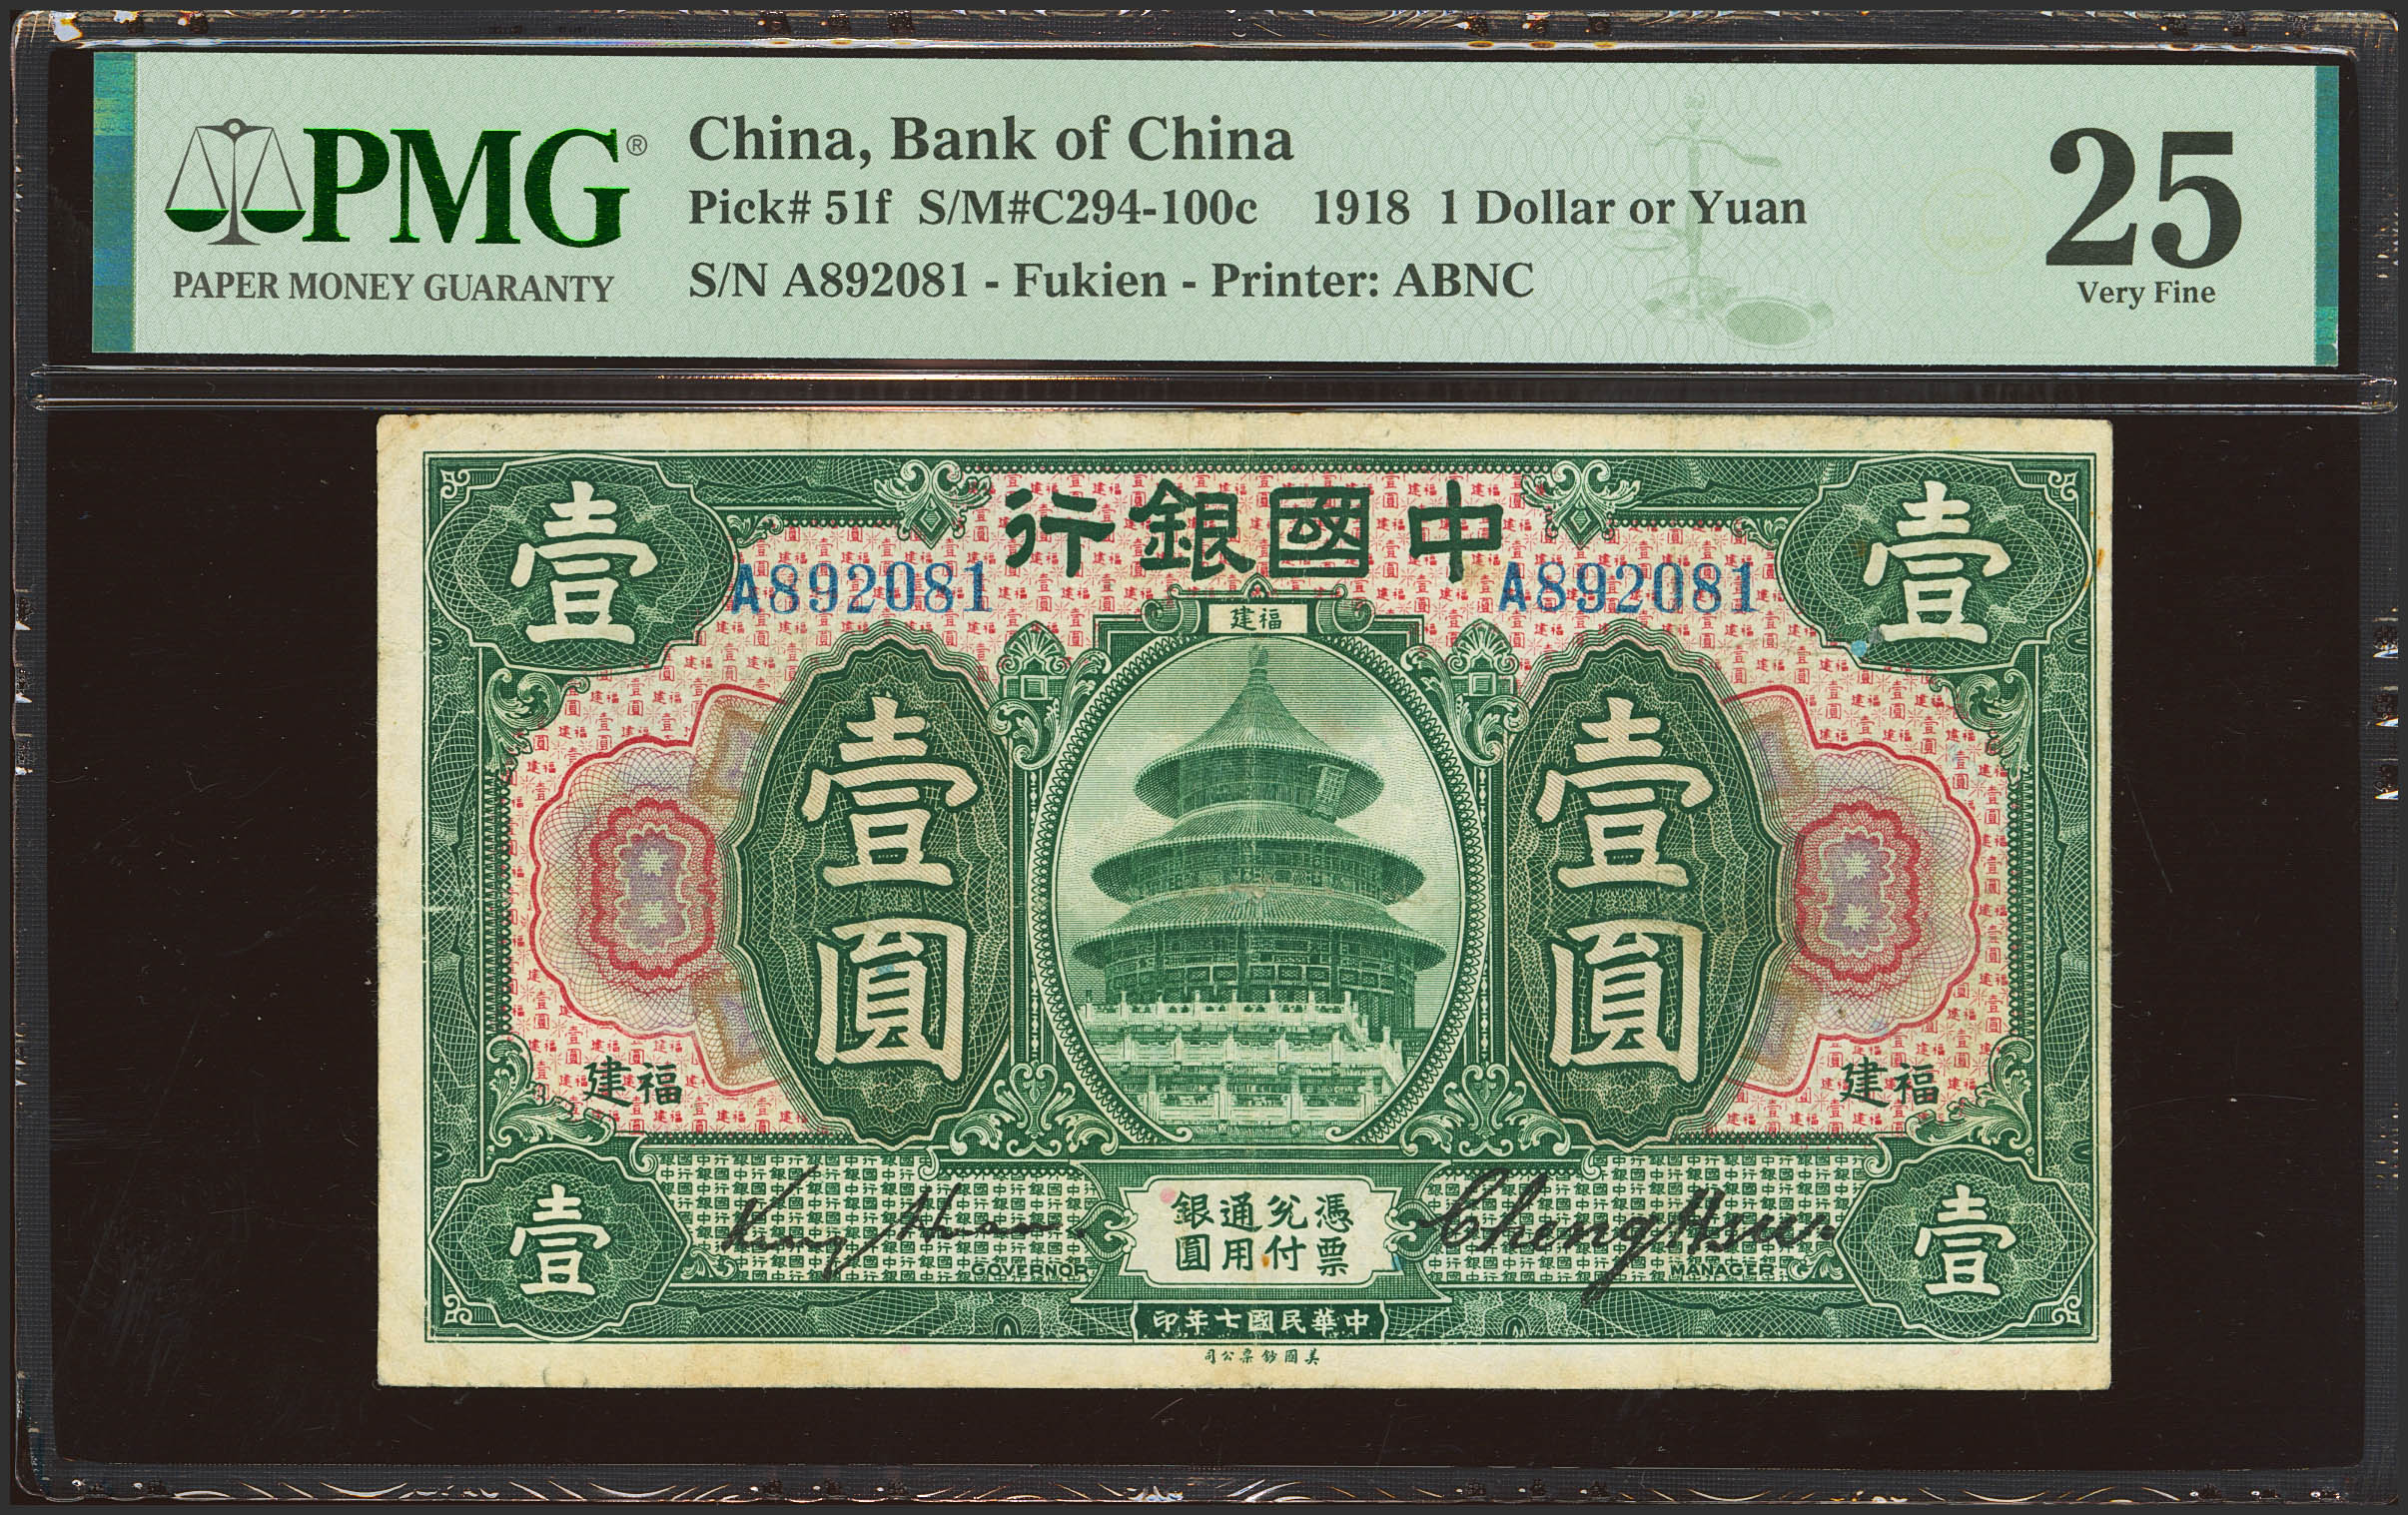 PMG®
PAPER MONEY GUARANTY
China, Bank of China
Pick# 51f S/M#C294-100c 1918 1 Dollar or Yuan
S/N A892081 - Fukien - Printer: ABNC
25
Very Fine
壹
行銀國中
壹
A892081
A892081
建福
壹圓
壹圓
建福
建福
壹
銀通兌憑
圓用付票
壹
GOVERNOR
MANAGER
印年七國民華中
司公票鈔國美